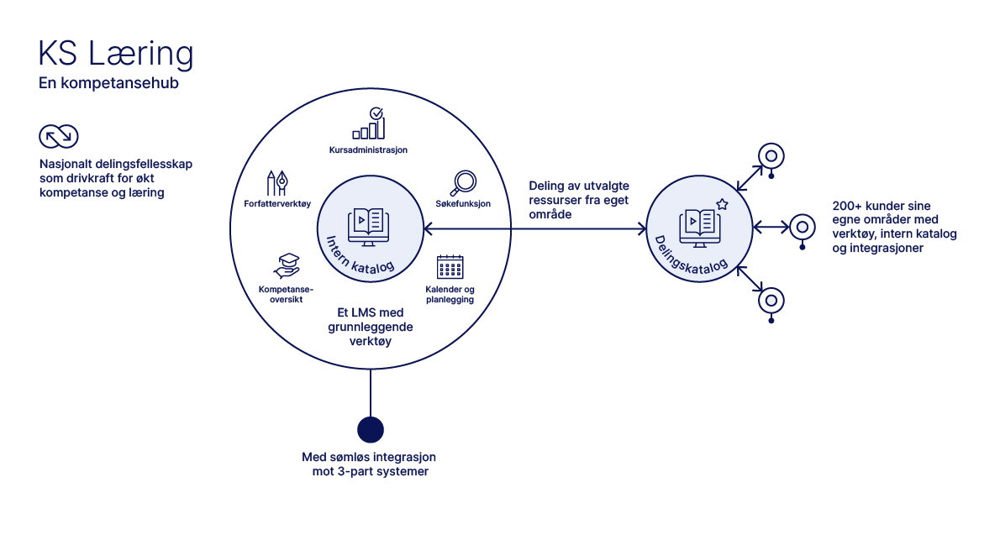 KS Læring
En kompetansehub
Nasjonalt delingsfellesskap
som drivkraft for økt
kompetanse og læring
Kursadministrasjon
Forfatterverktøy
Søkefunksjon
Intern katalog
Kompetanse-
oversikt
Kalender og
planlegging
Et LMS med
grunnleggende
verktøy
Med sømløs integrasjon
mot 3-part systemer
Deling av utvalgte
ressurser fra eget
område
Delingskatalog
200+ kunder sine
egne områder med
verktøy, intern katalog
og integrasjoner